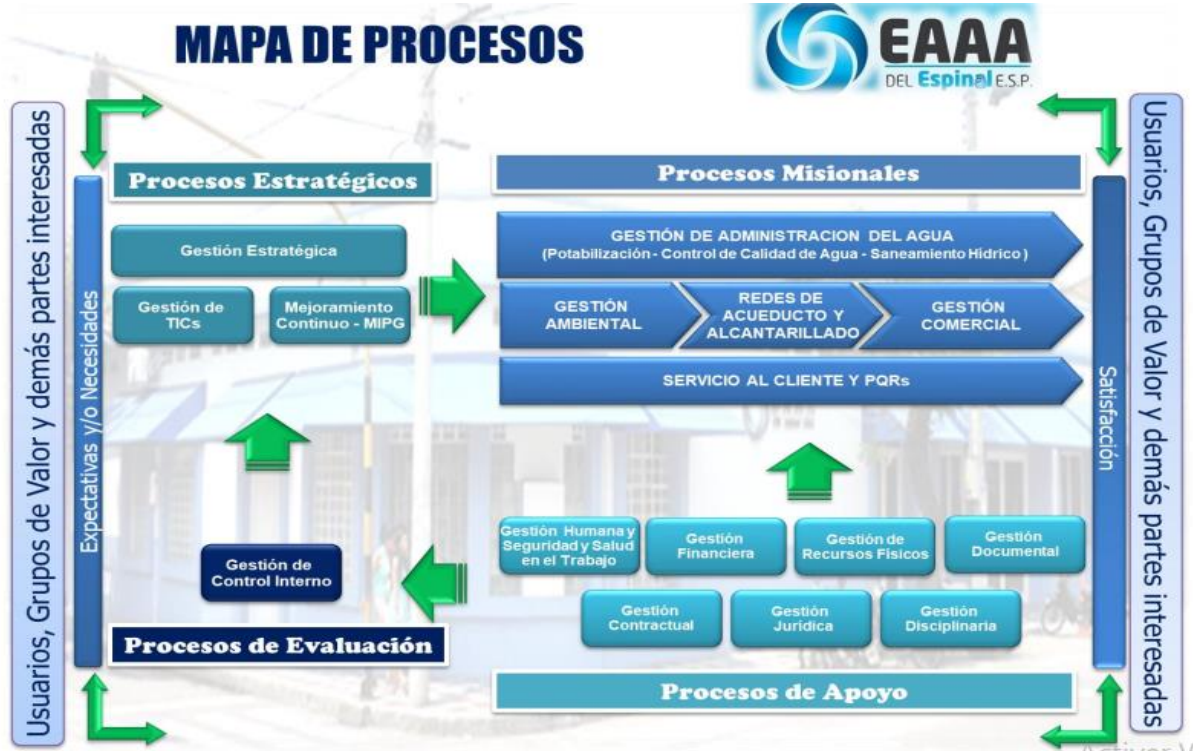 MAPA DE PROCESOS
EAAA
DEL Espinal E.S.P.
Usuarios, Grupos de Valor y demás partes interesadas
Expectativas y/o Necesidades
Procesos Estratégicos
Gestión Estratégica
Gestión de
TICs
Mejoramiento
Continuo - MIPG
Procesos Misionales
GESTIÓN DE ADMINISTRACION DEL AGUA
(Potabilización - Control de Calidad de Agua - Saneamiento Hídrico)
GESTIÓN
AMBIENTAL
REDES DE
ACUEDUCTO Y
ALCANTARILLADO
GESTIÓN
COMERCIAL
SERVICIO AL CLIENTE Y PQRs
Gestión de
Control Interno
Procesos de Evaluación
Gestión Humana y
Seguridad y Salud
en el Trabajo
Gestión
Financiera
Gestión de
Recursos Físicos
Gestión
Documental
Gestión
Contractual
Gestión
Jurídica
Gestión
Disciplinaria
Procesos de Apoyo
Satisfacción
Usuarios, Grupos de Valor y demás partes interesadas